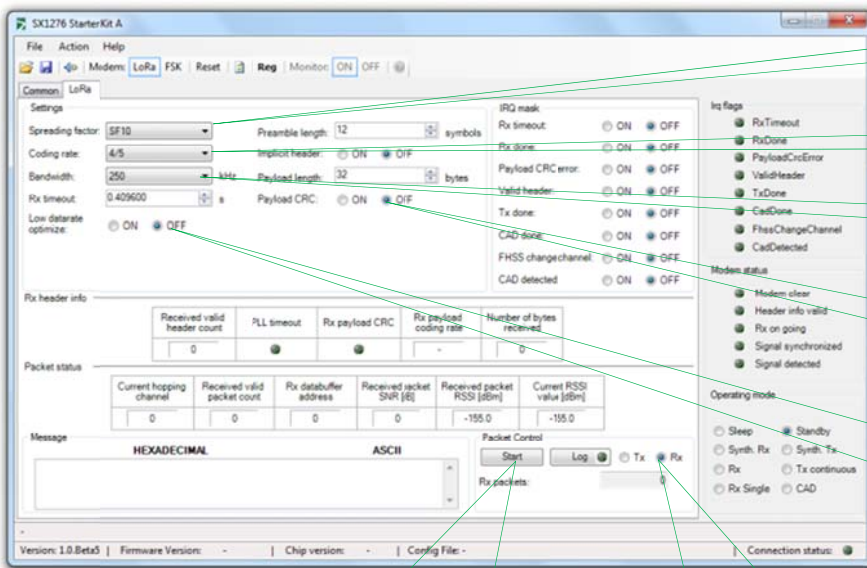 SX1276 StarterKit A
File Action Help
Modem: LoRa FSK Reset Reg Monitor: ON OFF
Common LoRa
Settings
Spreading factor: SF10
Coding rate: 4/5
Bandwidth: 250 kHz
Rx timeout: 0.409600 s
Low datarate optimize: ON OFF
Preamble length: 12 symbols
Implicit header: ON OFF
Payload length: 32 bytes
Payload CRC: ON OFF
IRQ mask
Rx timeout: ON OFF
Rx done: ON OFF
Payload CRC error: ON OFF
Valid header: ON OFF
Tx done: ON OFF
CAD done: ON OFF
FHSS change channel: ON OFF
CAD detected ON OFF
Irq flags
RxTimeout
RxDone
PayloadCrcError
ValidHeader
TxDone
CadDone
FhssChangeChannel
CadDetected
Modem status
Modem clear
Header info valid
Rx on going
Signal synchronized
Signal detected
Operating mode
Sleep Standby
Synth. Rx Synth. Tx
Rx Tx continuous
Rx Single CAD
Rx header info
Received valid header count PLL timeout Rx payload CRC Rx payload coding rate Number of bytes received
0 - 0
Packet status
Current hopping channel Received valid packet count Rx databuffer address Received packet SNR [dB] Received packet RSSI [dBm] Current RSSI value [dBm]
0 0 0 0 -155.0 -155.0
Message
HEXADECIMAL ASCII
Packet Control
Start Log Tx Rx
Rx packets: 0
-
Version: 1.0.Beta5 | Firmware Version: - | Chip version: - | Config File: - | Connection status: